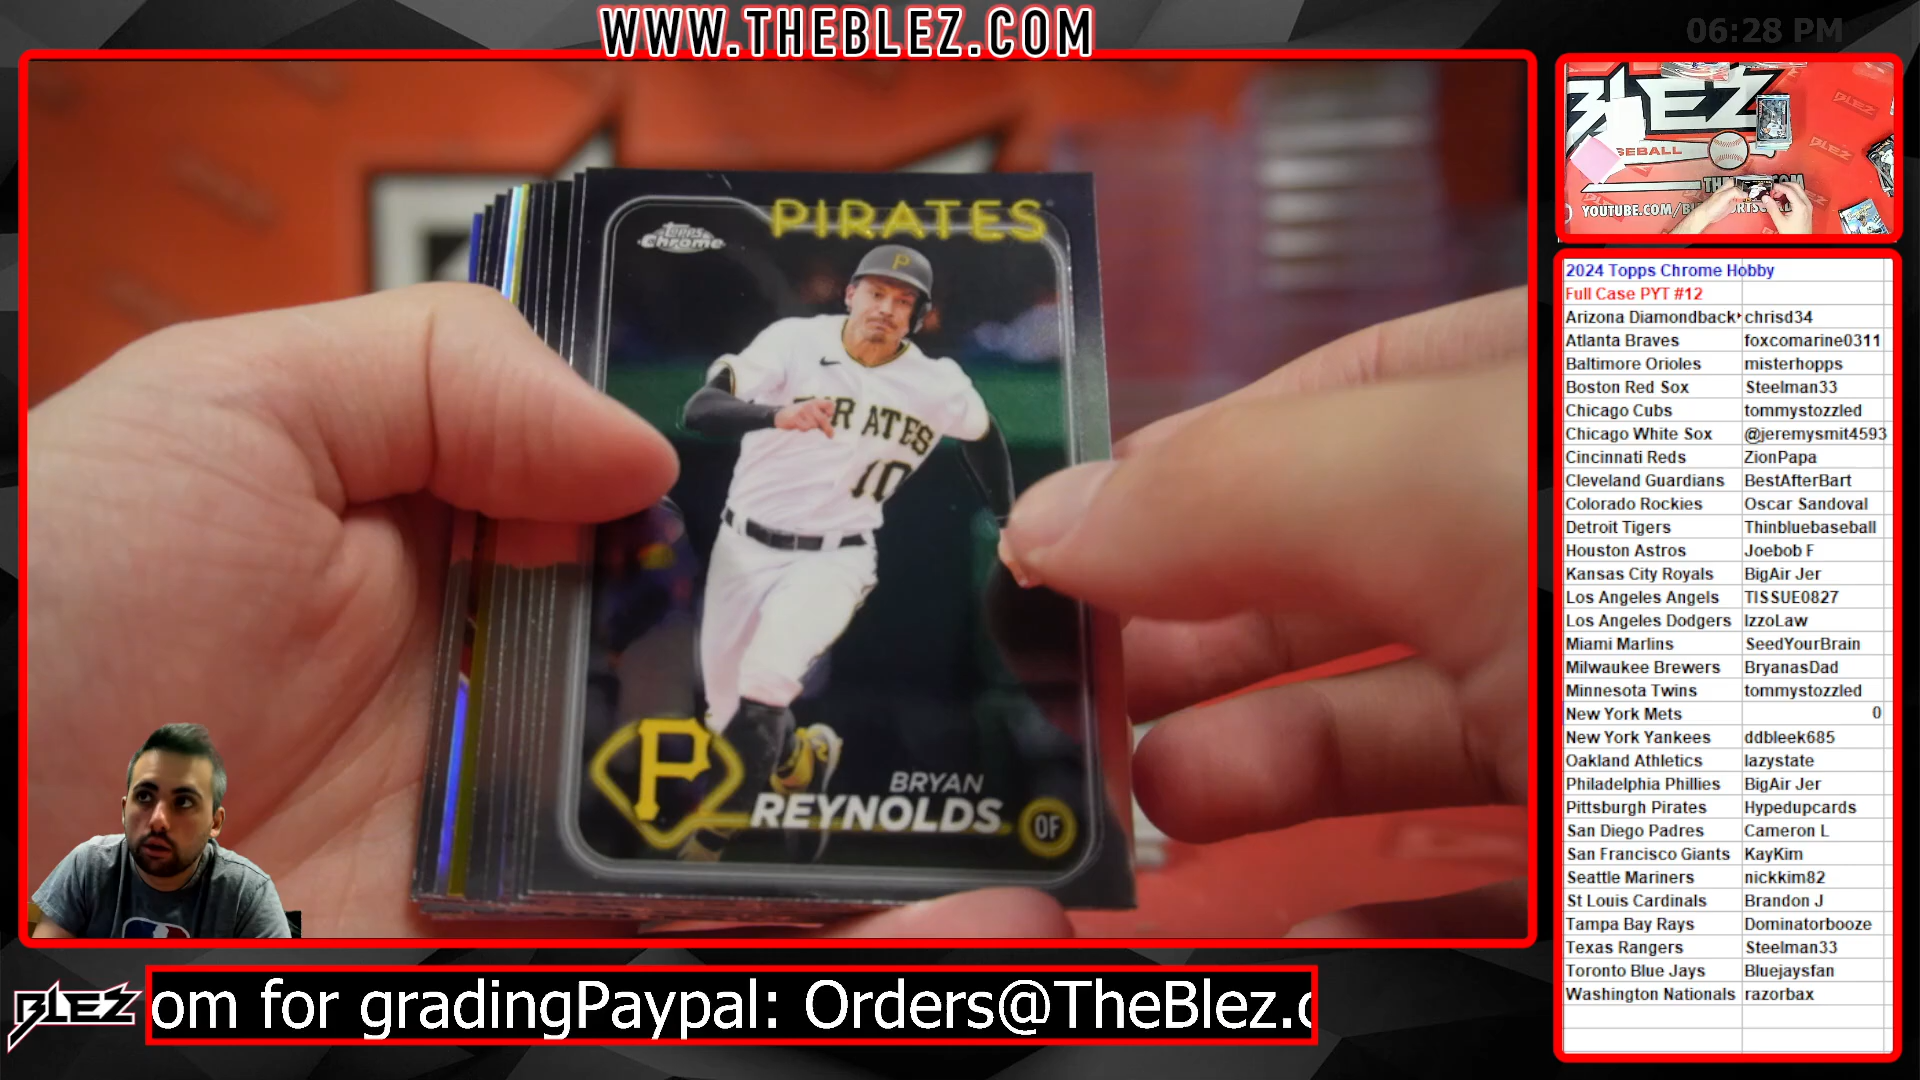 WWW.THEBLEZ.COM
06:28 PM
PIRATES
Topps
Chrome
P
PIRATES
10
P
BRYAN
REYNOLDS
OF
BLEZ
BLEZ
BLEZ
YOUTUBE.COM/
2024 Topps Chrome Hobby
Full Case PYT #12
Arizona Diamondback chrisd34
Atlanta Braves foxcomarine0311
Baltimore Orioles misterhopps
Boston Red Sox Steelman33
Chicago Cubs tommystozzled
Chicago White Sox @jeremysmit4593
Cincinnati Reds ZionPapa
Cleveland Guardians BestAfterBart
Colorado Rockies Oscar Sandoval
Detroit Tigers Thinbluebaseball
Houston Astros Joebob F
Kansas City Royals BigAir Jer
Los Angeles Angels TISSUE0827
Los Angeles Dodgers IzzoLaw
Miami Marlins SeedYourBrain
Milwaukee Brewers BryanasDad
Minnesota Twins tommystozzled
New York Mets 0
New York Yankees ddbleek685
Oakland Athletics lazystate
Philadelphia Phillies BigAir Jer
Pittsburgh Pirates Hypedupcards
San Diego Padres Cameron L
San Francisco Giants KayKim
Seattle Mariners nickkim82
St Louis Cardinals Brandon J
Tampa Bay Rays Dominatorbooze
Texas Rangers Steelman33
Toronto Blue Jays Bluejaysfan
Washington Nationals razorbax
BLEZ
om for gradingPaypal: Orders@TheBlez.c